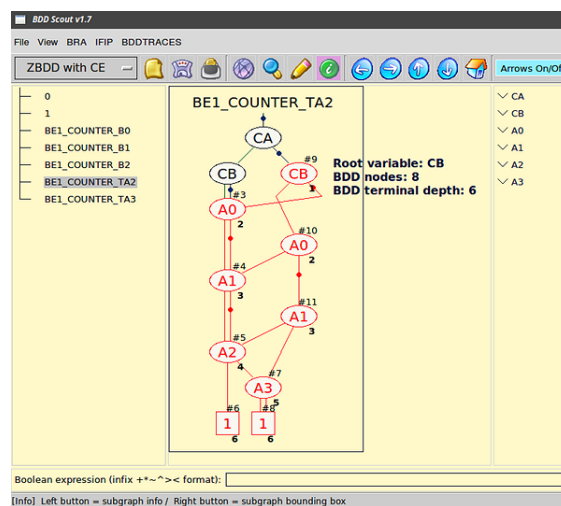 BDD Scout v1.7
File View BRA IFIP BDDTRACES
ZBDD with CE
Arrows On/Of
0
1
BE1_COUNTER_B0
BE1_COUNTER_B1
BE1_COUNTER_B2
BE1_COUNTER_TA2
BE1_COUNTER_TA3
BE1_COUNTER_TA2
CA
CB
#9
CB
1
Root variable: CB
BDD nodes: 8
BDD terminal depth: 6
#3
A0
2
#10
A0
2
#4
A1
3
#11
A1
3
#5
A2
4
#7
A3
5
#6
1
6
#8
1
6
CA
CB
A0
A1
A2
A3
Boolean expression (infix +*~^>< format):
[Info] Left button = subgraph info / Right button = subgraph bounding box